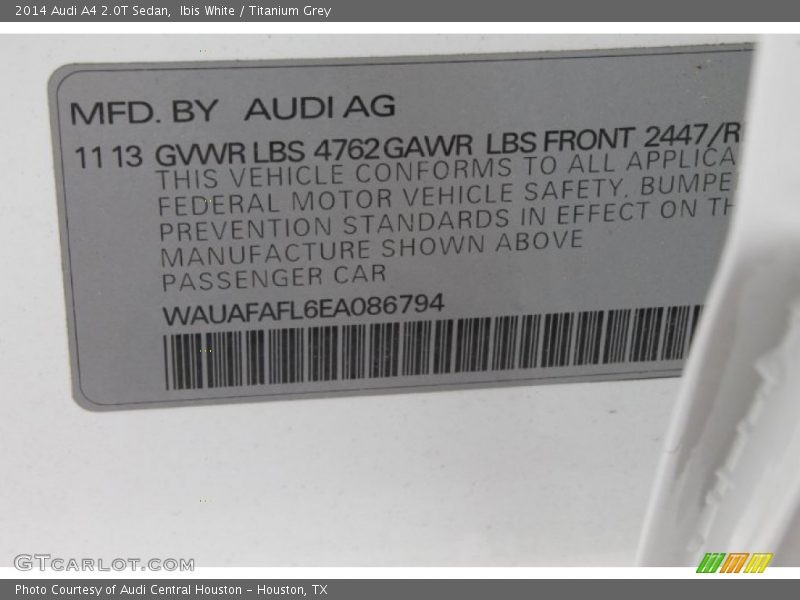 2014 Audi A4 2.0T Sedan,  Ibis White / Titanium Grey
MFD. BY AUDI AG
11 13 GVWR LBS 4762 GAWR LBS FRONT 2447/R
THIS VEHICLE CONFORMS TO ALL APPLICA
FEDERAL MOTOR VEHICLE SAFETY, BUMPE
PREVENTION STANDARDS IN EFFECT ON TH
MANUFACTURE SHOWN ABOVE
PASSENGER CAR
WAUAFAFL6EA086794
GTCARLOT.COM
Photo Courtesy of Audi Central Houston - Houston, TX